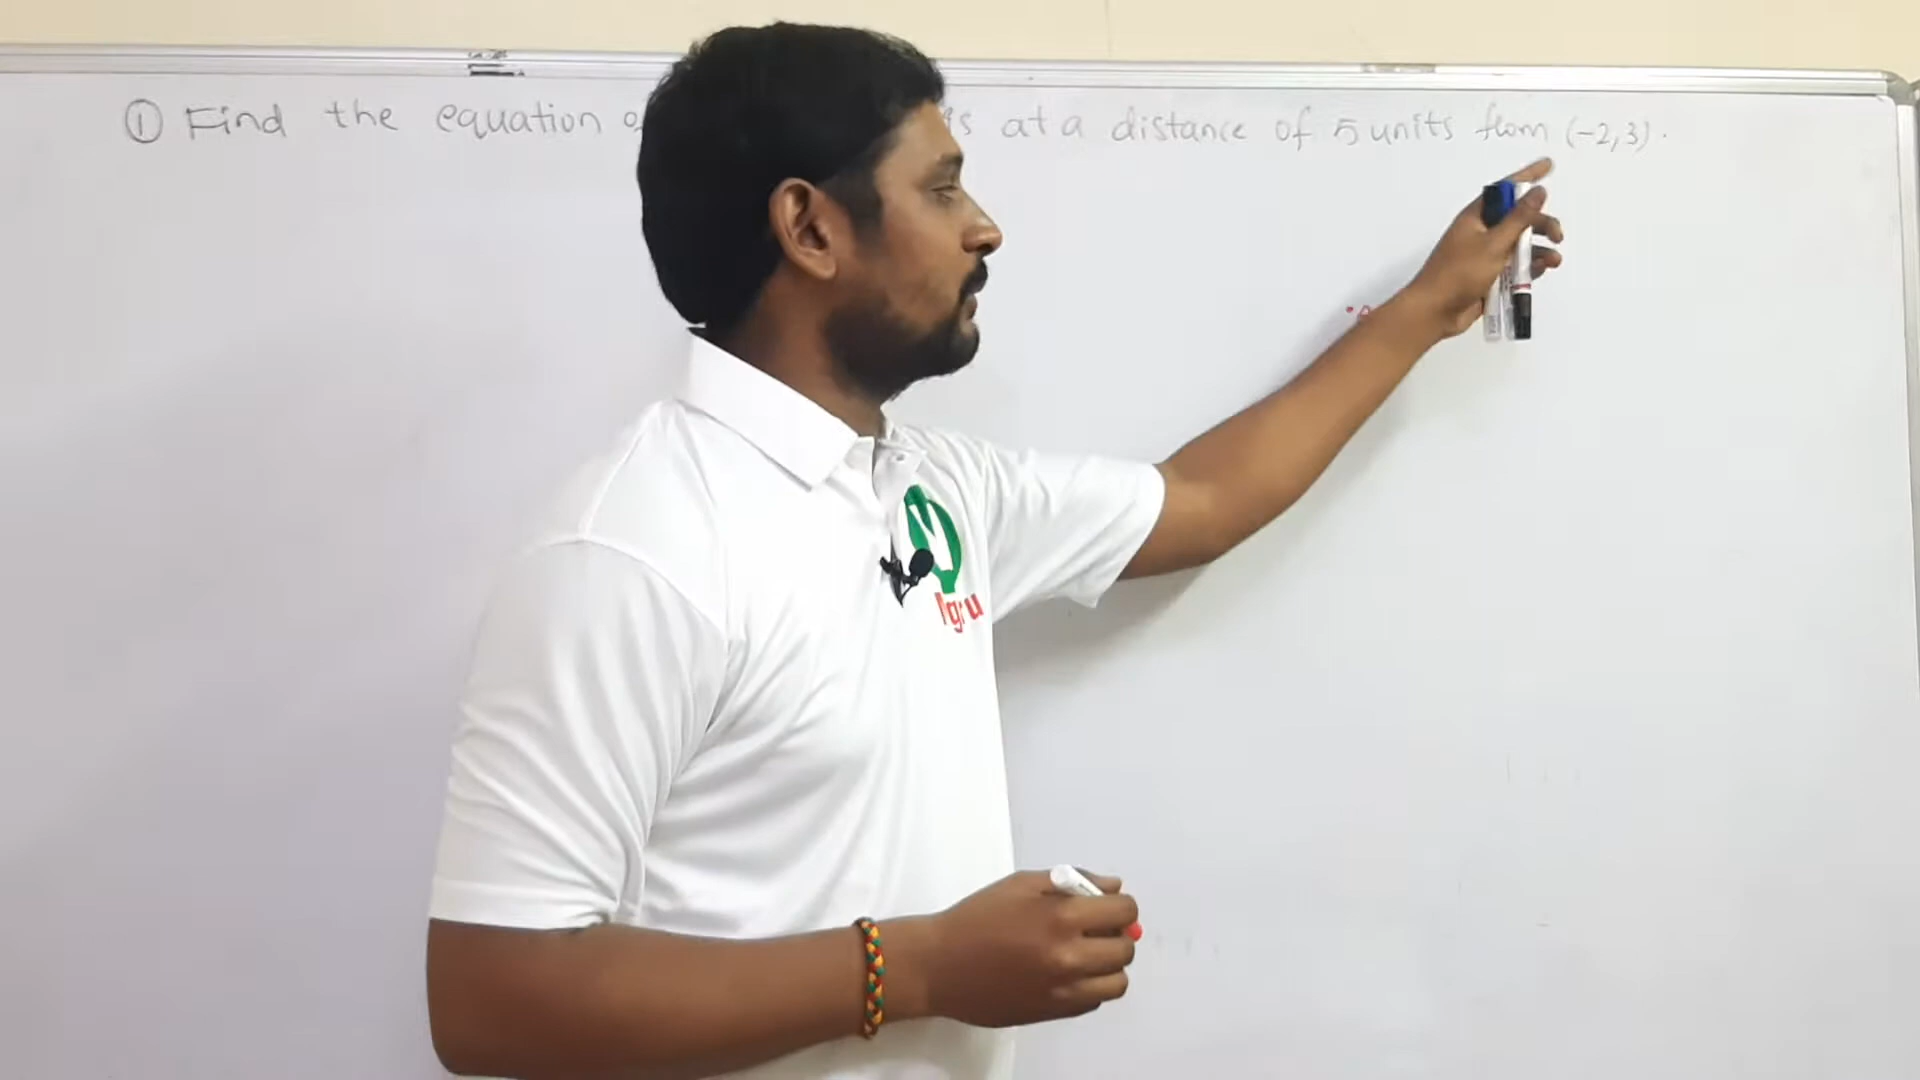 ① Find the equation of at a distance of 5 units from (-2,3).